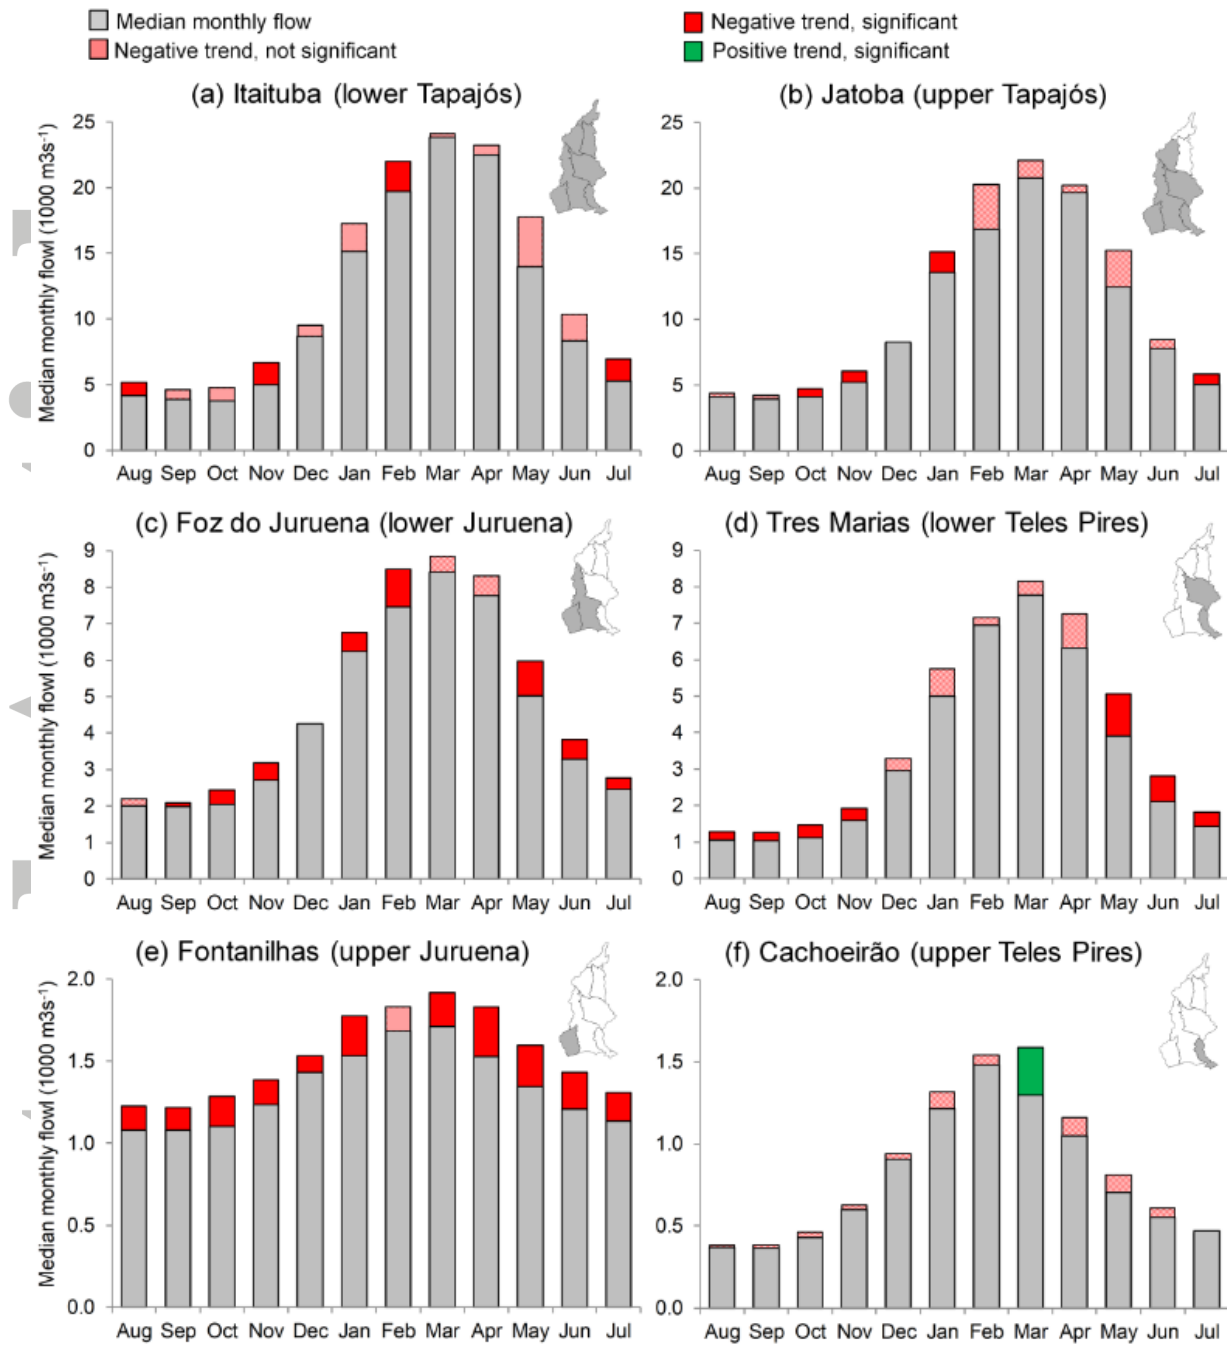 Median monthly flow
Negative trend, not significant
Negative trend, significant
Positive trend, significant
(a) Itaituba (lower Tapajós)
Median monthly flowl (1000 m3s-1)
25
20
15
10
5
0
Aug Sep Oct Nov Dec Jan Feb Mar Apr May Jun Jul
(b) Jatoba (upper Tapajós)
25
20
15
10
5
0
Aug Sep Oct Nov Dec Jan Feb Mar Apr May Jun Jul
(c) Foz do Juruena (lower Juruena)
Median monthly flowl (1000 m3s-1)
9
8
7
6
5
4
3
2
1
0
Aug Sep Oct Nov Dec Jan Feb Mar Apr May Jun Jul
(d) Tres Marias (lower Teles Pires)
9
8
7
6
5
4
3
2
1
0
Aug Sep Oct Nov Dec Jan Feb Mar Apr May Jun Jul
(e) Fontanilhas (upper Juruena)
Median monthly flowl (1000 m3s-1)
2.0
1.5
1.0
0.5
0.0
Aug Sep Oct Nov Dec Jan Feb Mar Apr May Jun Jul
(f) Cachoeirão (upper Teles Pires)
2.0
1.5
1.0
0.5
0.0
Aug Sep Oct Nov Dec Jan Feb Mar Apr May Jun Jul